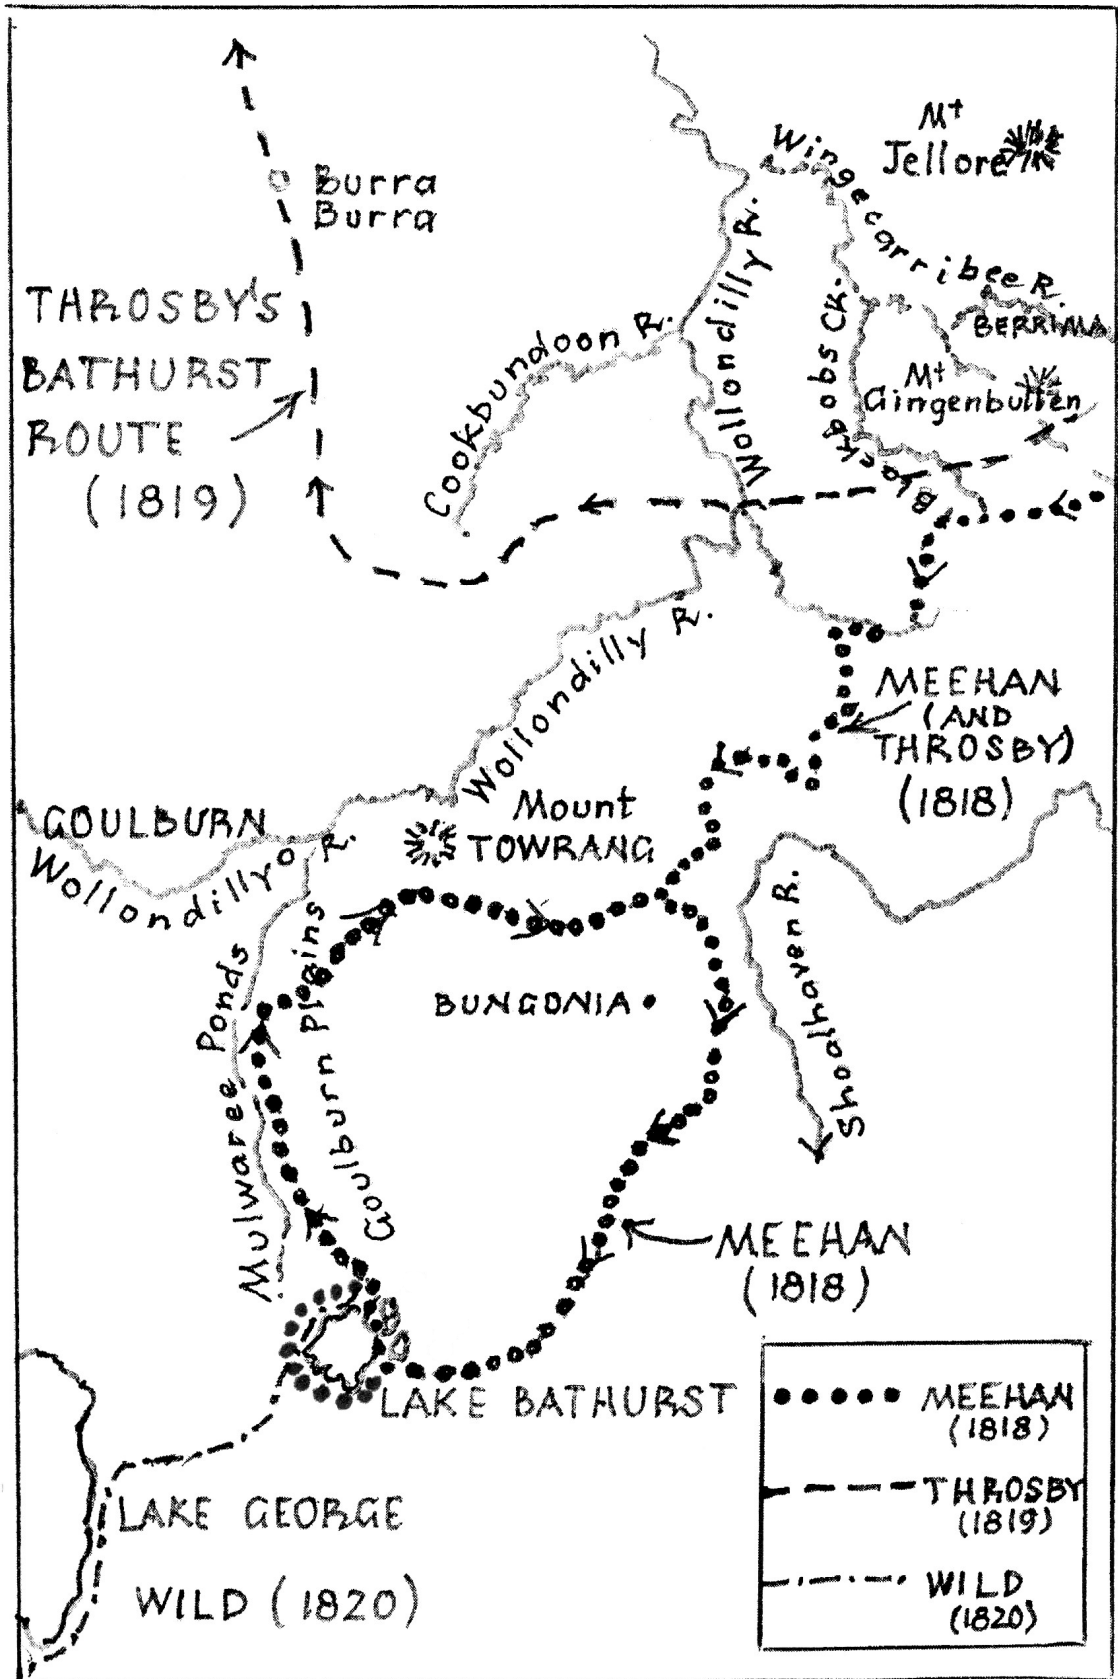 Mt
Jellore
Wingecarribee R.
Burra
Burra
Wollondilly R.
THROSBY'S
BATHURST
ROUTE
(1819)
Cookbundoon R.
Blackbobs Ck.
BERRIMA
Mt
Gingenbullen
Wollondilly R.
MEEHAN
(AND
THROSBY)
(1818)
GOULBURN
Wollondilly R.
Mount
TOWRANG
Shoalhaven R.
Mulwaree Ponds
Goulburn Plains
BUNGONIA
MEEHAN
(1818)
LAKE BATHURST
LAKE GEORGE
WILD (1820)
MEEHAN
(1818)
THROSBY
(1819)
WILD
(1820)